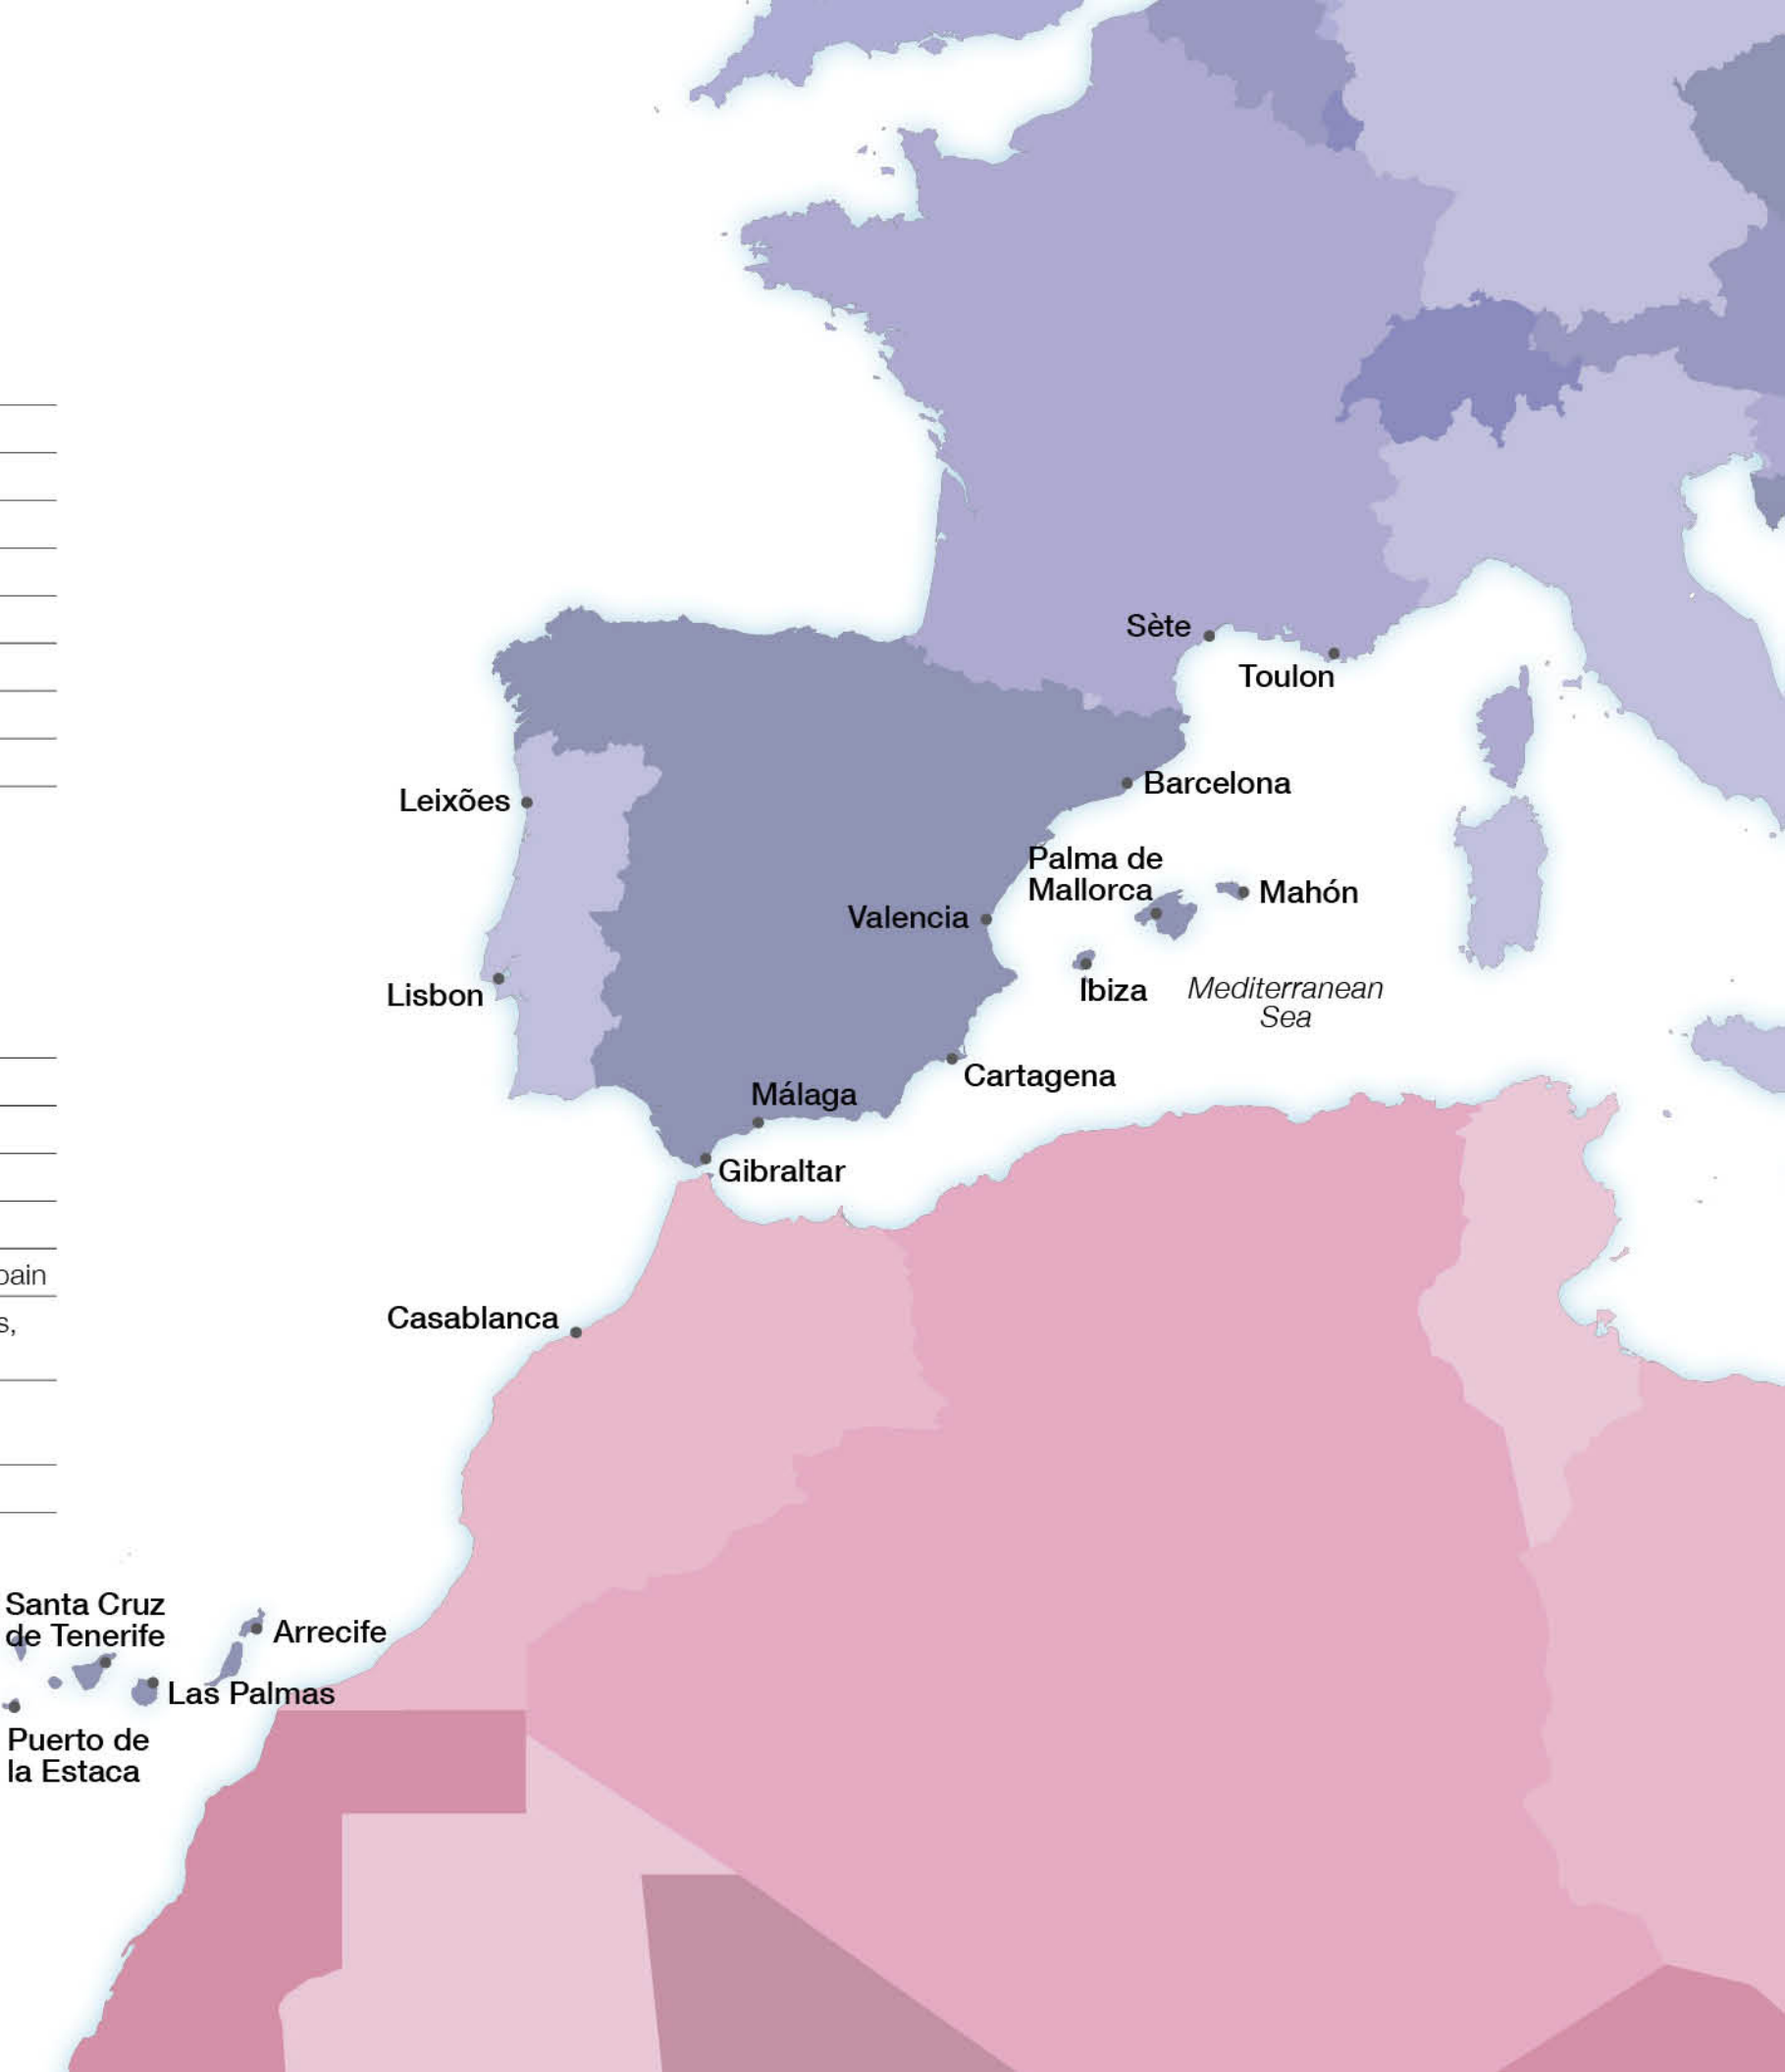 Sète
Toulon
Barcelona
Leixões
Palma de
Mallorca
Mahón
Valencia
Lisbon
Ibiza
Mediterranean
Sea
Cartagena
Málaga
Gibraltar
pain
s,
Casablanca
Santa Cruz
de Tenerife
Arrecife
Las Palmas
Puerto de
la Estaca